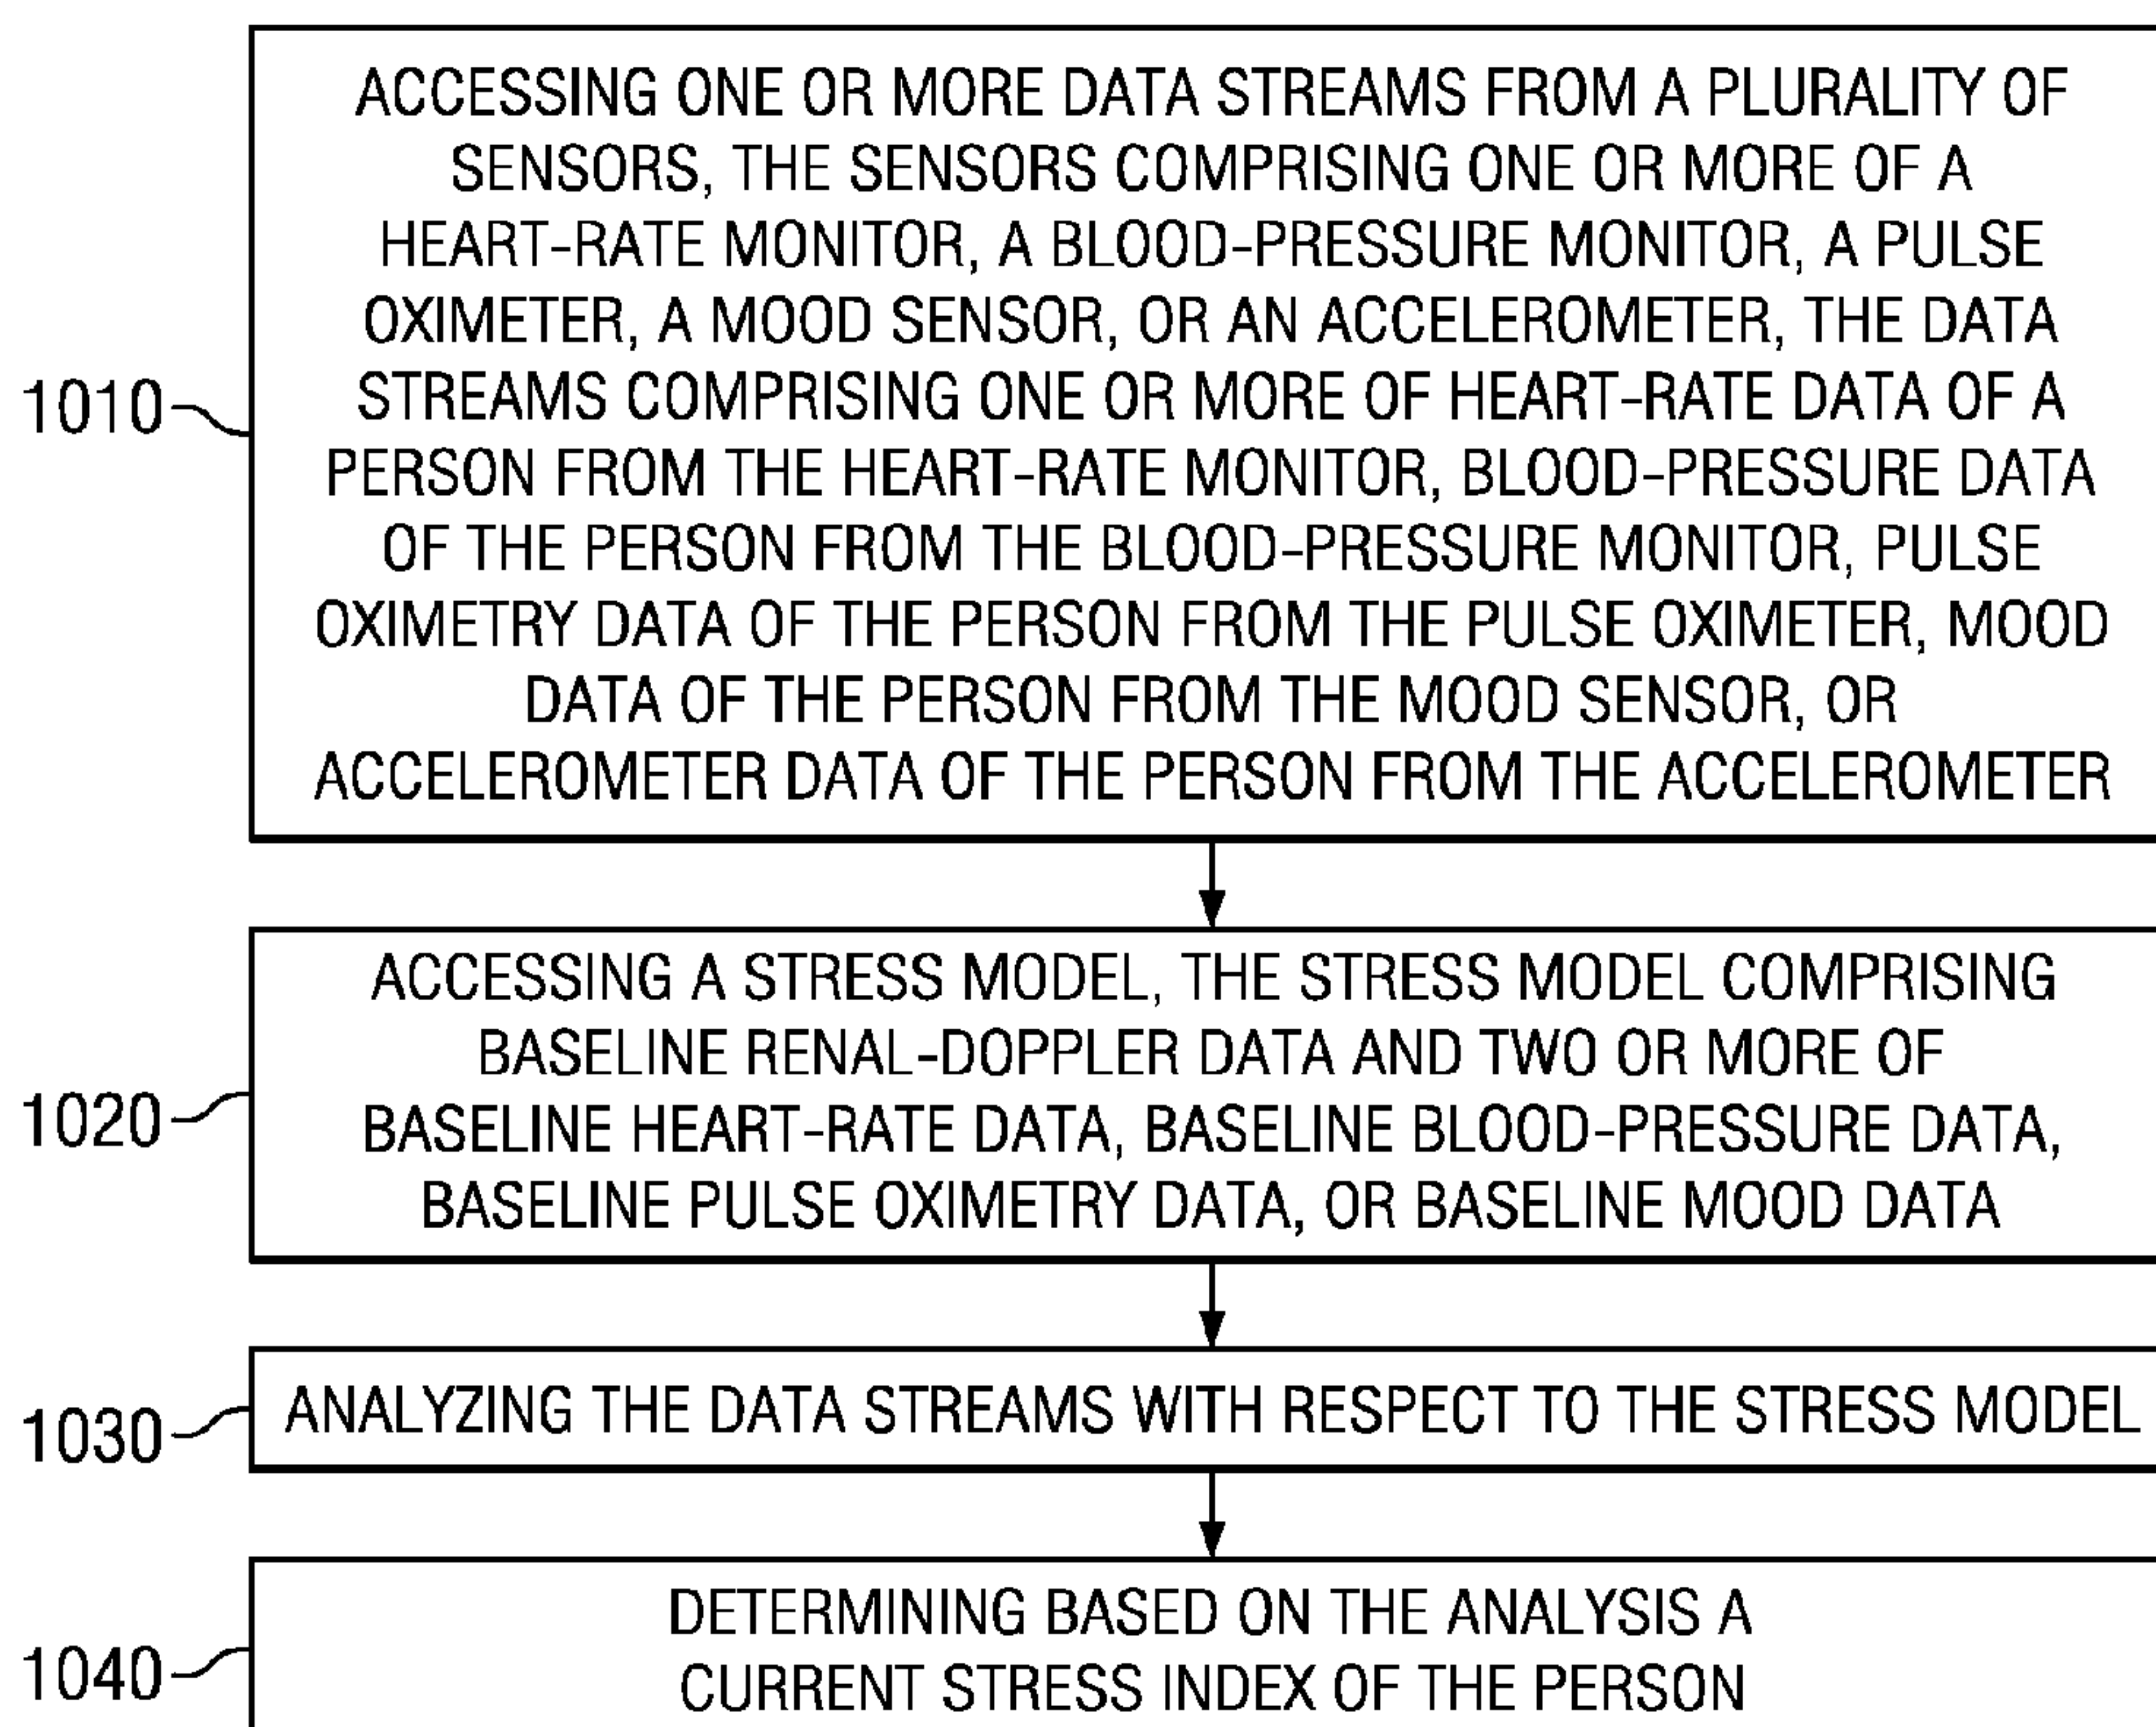 ACCESSING ONE OR MORE DATA STREAMS FROM A PLURALITY OF
SENSORS, THE SENSORS COMPRISING ONE OR MORE OF A
HEART-RATE MONITOR, A BLOOD-PRESSURE MONITOR, A PULSE
OXIMETER, A MOOD SENSOR, OR AN ACCELEROMETER, THE DATA
1010 STREAMS COMPRISING ONE OR MORE OF HEART-RATE DATA OF A
PERSON FROM THE HEART-RATE MONITOR, BLOOD-PRESSURE DATA
OF THE PERSON FROM THE BLOOD-PRESSURE MONITOR, PULSE
OXIMETRY DATA OF THE PERSON FROM THE PULSE OXIMETER, MOOD
DATA OF THE PERSON FROM THE MOOD SENSOR, OR
ACCELEROMETER DATA OF THE PERSON FROM THE ACCELEROMETER
ACCESSING A STRESS MODEL, THE STRESS MODEL COMPRISING
BASELINE RENAL-DOPPLER DATA AND TWO OR MORE OF
1020 BASELINE HEART-RATE DATA, BASELINE BLOOD-PRESSURE DATA,
BASELINE PULSE OXIMETRY DATA, OR BASELINE MOOD DATA
1030 ANALYZING THE DATA STREAMS WITH RESPECT TO THE STRESS MODEL
DETERMINING BASED ON THE ANALYSIS A
1040 CURRENT STRESS INDEX OF THE PERSON